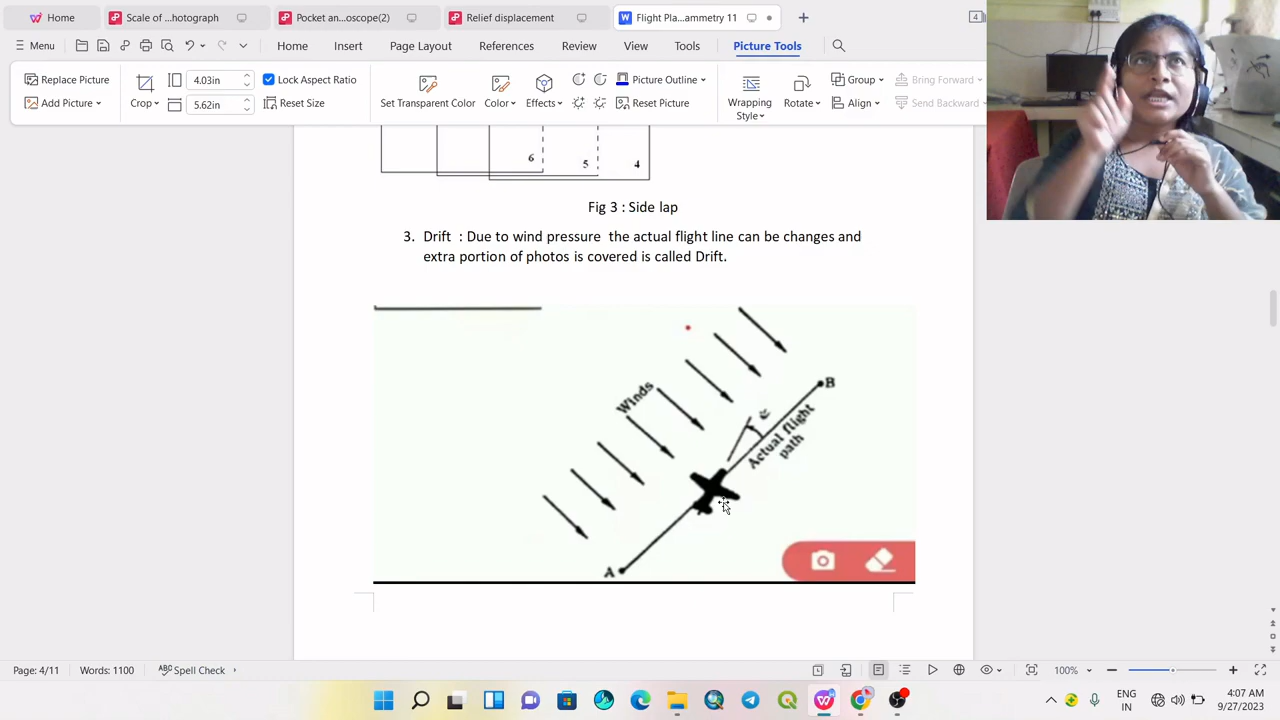 Home
Scale of ...hotograph
Pocket an...oscope(2)
Relief displacement
Flight Pla...ammetry 11
4
Menu
Home
Insert
Page Layout
References
Review
View
Tools
Picture Tools
Replace Picture
4.03in
Lock Aspect Ratio
Picture Outline
Group
Bring Forward
Add Picture
Crop
5.92in
Reset Size
Set Transparent Color
Color
Effects
Reset Picture
Wrapping
Style
Rotate
Align
Send Backward
6
5
4
Fig 3 : Side lap
3. Drift : Due to wind pressure the actual flight line can be changes and
extra portion of photos is covered is called Drift.
Winds
B
Actual flight
path
A
Page: 4/11
Words: 1100
Spell Check
100%
ENG
IN
4:07 AM
9/27/2023